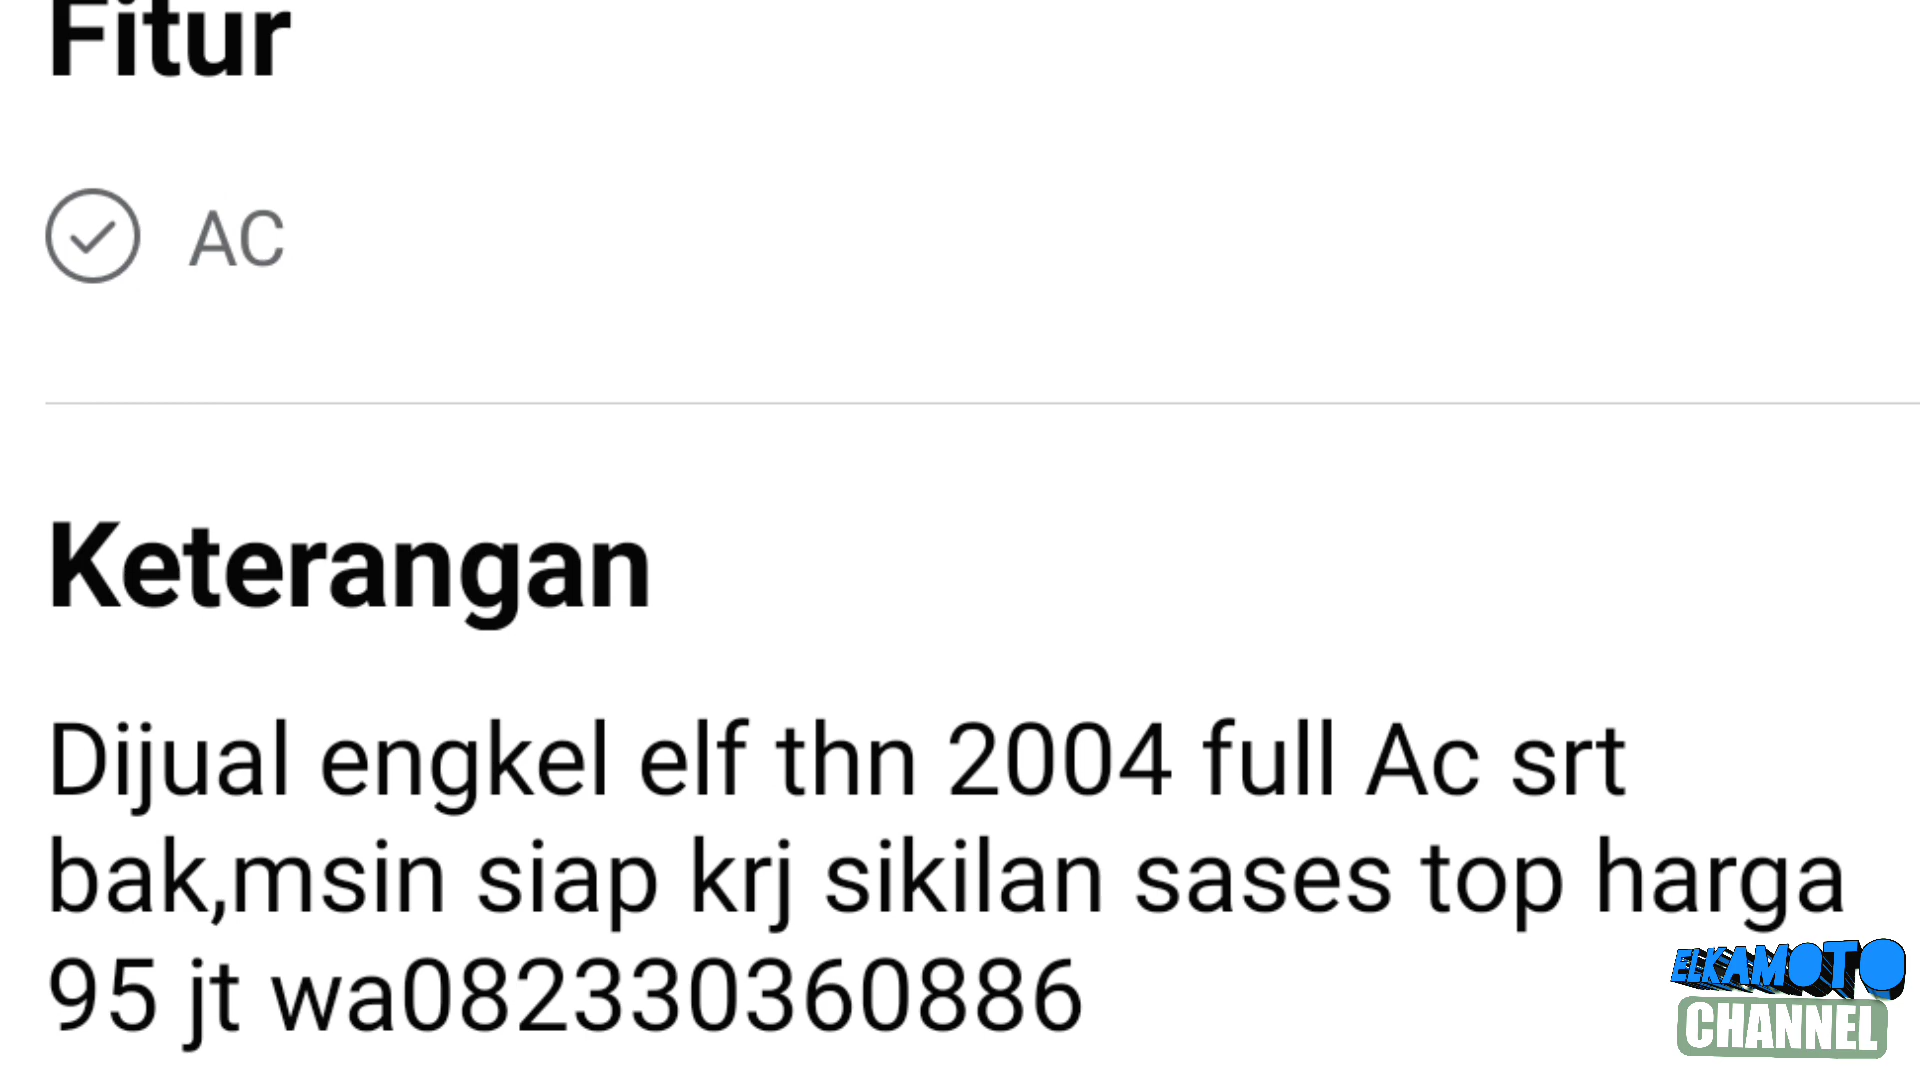 Fitur
AC
Keterangan
Dijual engkel elf thn 2004 full Ac srt
bak,msin siap krj sikilan sases top harga
95 jt wa082330360886
ELKAMOTO
CHANNEL